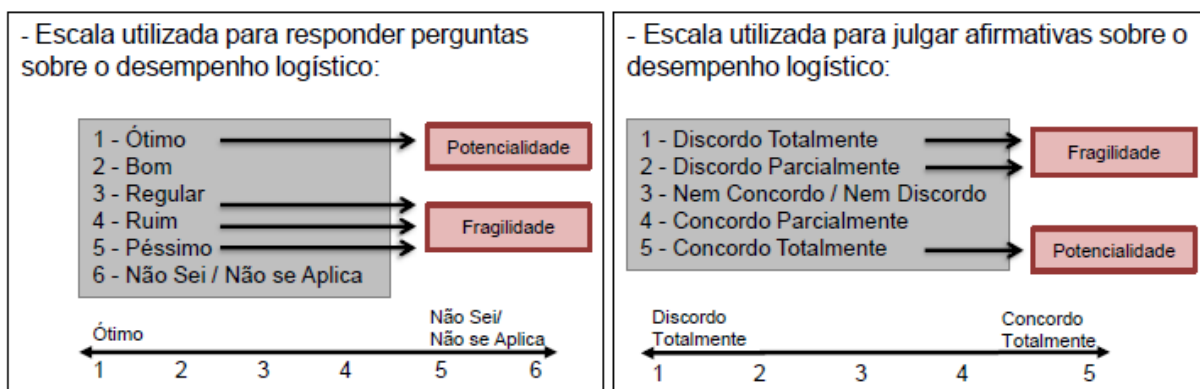 - Escala utilizada para responder perguntas
sobre o desempenho logístico:
1 - Ótimo
2 - Bom
3 - Regular
4 - Ruim
5 - Péssimo
6 - Não Sei / Não se Aplica
Potencialidade
Fragilidade
Ótimo
Não Sei/
Não se Aplica
1 2 3 4 5 6
- Escala utilizada para julgar afirmativas sobre o
desempenho logístico:
1 - Discordo Totalmente
2 - Discordo Parcialmente
3 - Nem Concordo / Nem Discordo
4 - Concordo Parcialmente
5 - Concordo Totalmente
Fragilidade
Potencialidade
Discordo
Totalmente
Concordo
Totalmente
1 2 3 4 5